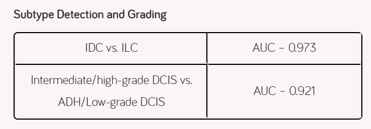 Subtype Detection and Grading
IDC vs. ILC
AUC – 0.973
Intermediate/high-grade DCIS vs.
ADH/Low-grade DCIS
AUC – 0.921